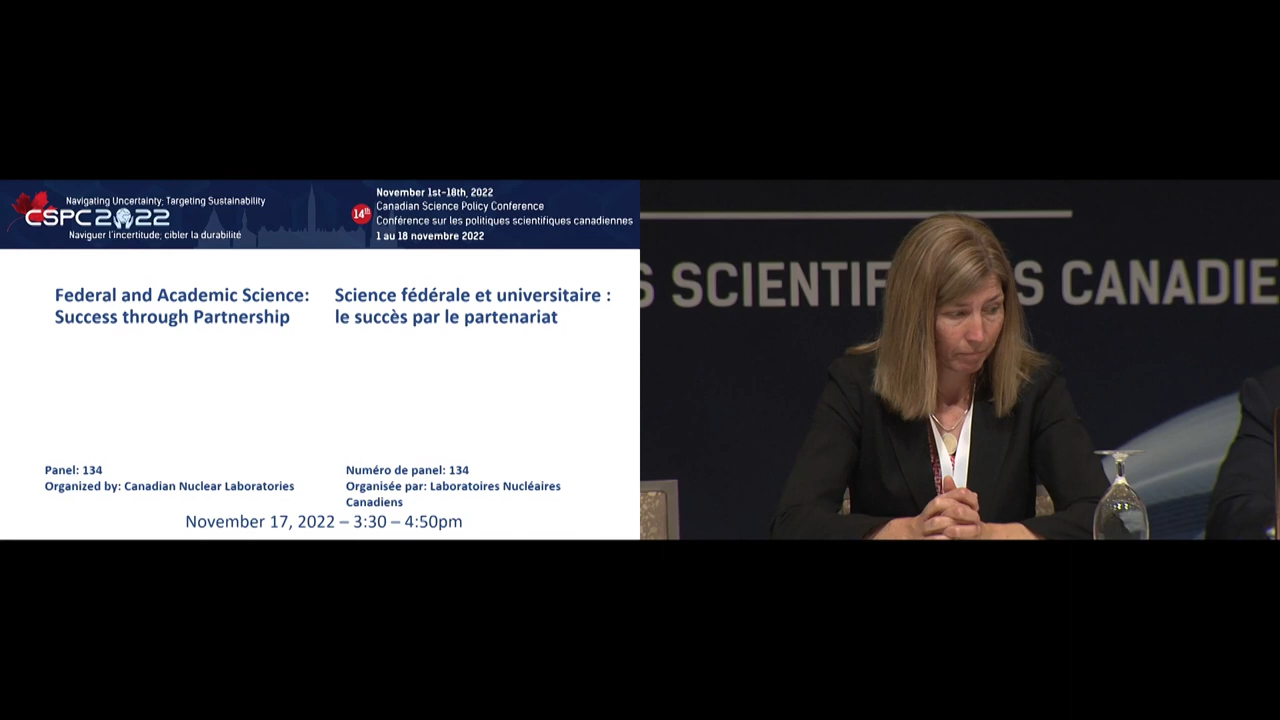 Navigating Uncertainty; Targeting Sustainability
CSPC 2022
Naviguer l'incertitude; cibler la durabilité
14th
November 1st-18th, 2022
Canadian Science Policy Conference
Conférence sur les politiques scientifiques canadiennes
1 au 18 novembre 2022
Federal and Academic Science:
Success through Partnership
Science fédérale et universitaire :
le succès par le partenariat
Panel: 134
Organized by: Canadian Nuclear Laboratories
Numéro de panel: 134
Organisée par: Laboratoires Nucléaires
Canadiens
November 17, 2022 – 3:30 – 4:50pm
S SCIENTIF S CANADIE